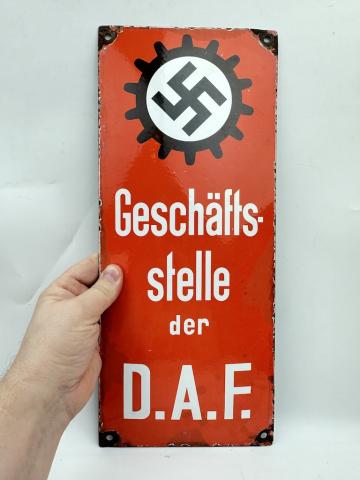 Geschäfts-
stelle
der
D.A.F.